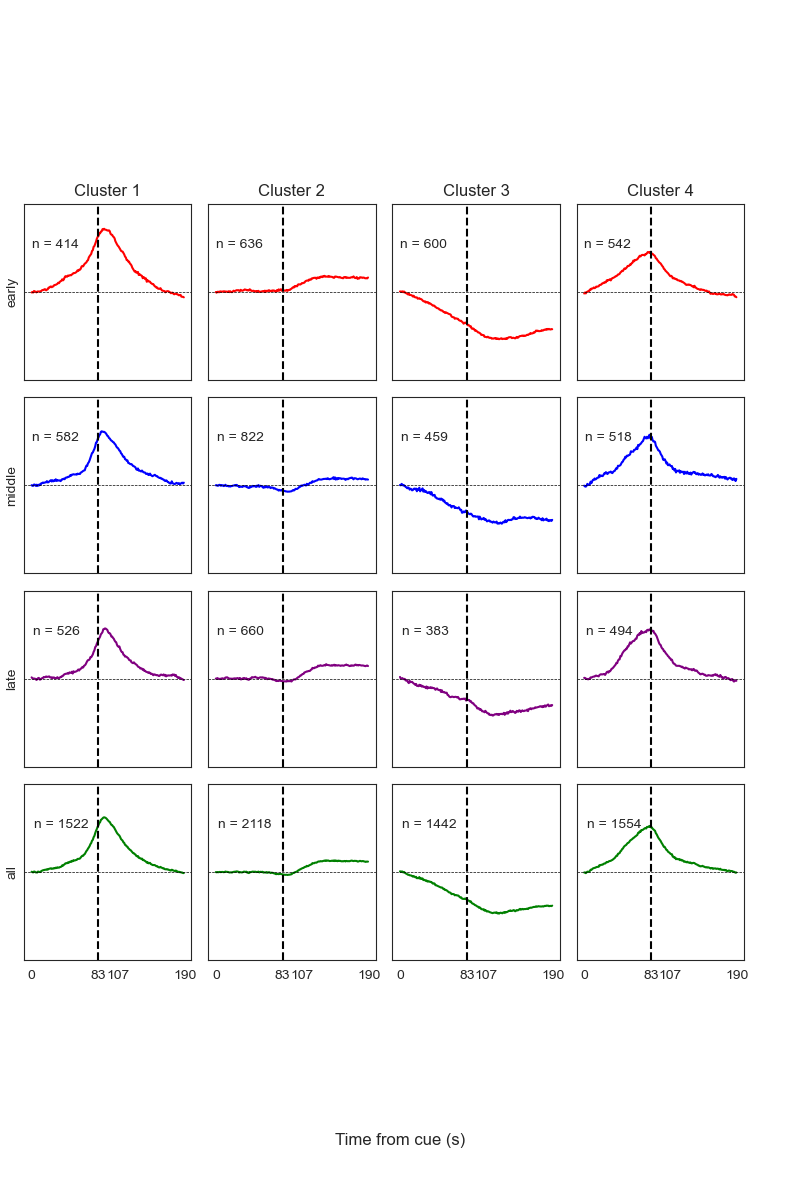 Cluster 1 Cluster 2 Cluster 3 Cluster 4
early n = 414 n = 636 n = 600 n = 542
middle n = 582 n = 822 n = 459 n = 518
late n = 526 n = 660 n = 383 n = 494
all n = 1522 n = 2118 n = 1442 n = 1554
0 83 107 190 0 83 107 190 0 83 107 190 0 83 107 190
Time from cue (s)